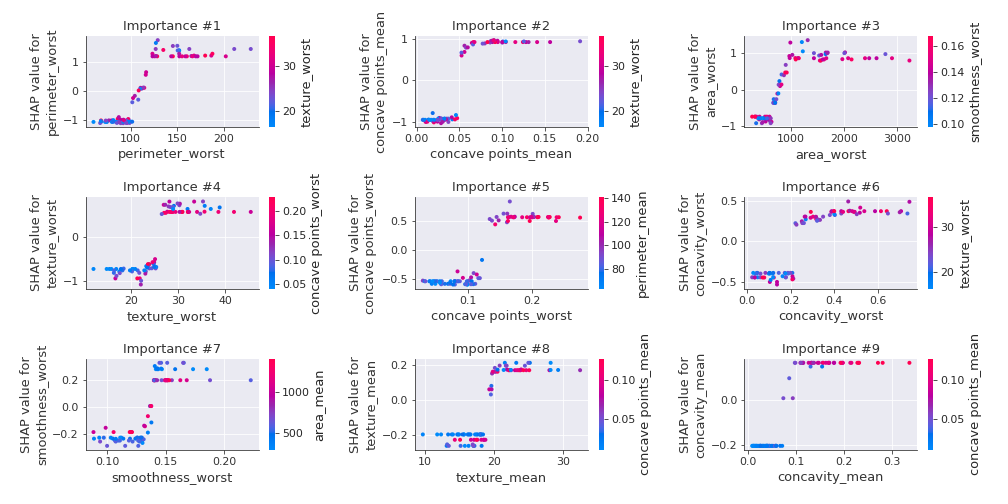 Importance #1
SHAP value for
perimeter_worst
1
0
−1
100
150
200
perimeter_worst
30
20
texture_worst
Importance #2
SHAP value for
concave points_mean
1
0
−1
0.00
0.05
0.10
0.15
0.20
concave points_mean
30
20
texture_worst
Importance #3
SHAP value for
area_worst
1
0
−1
1000
2000
3000
area_worst
0.16
0.14
0.12
0.10
smoothness_worst
Importance #4
SHAP value for
texture_worst
0
−1
20
30
40
texture_worst
0.20
0.15
0.10
0.05
concave points_worst
Importance #5
SHAP value for
concave points_worst
0.5
0.0
−0.5
0.1
0.2
concave points_worst
140
120
100
80
perimeter_mean
Importance #6
SHAP value for
concavity_worst
0.5
0.0
−0.5
0.0
0.2
0.4
0.6
concavity_worst
30
20
texture_worst
Importance #7
SHAP value for
smoothness_worst
0.2
0.0
−0.2
0.10
0.15
0.20
smoothness_worst
1000
500
area_mean
Importance #8
SHAP value for
texture_mean
0.2
0.0
−0.2
10
20
30
texture_mean
0.10
0.05
concave points_mean
Importance #9
SHAP value for
concavity_mean
0.0
−0.2
0.0
0.1
0.2
0.3
concavity_mean
0.10
0.05
concave points_mean